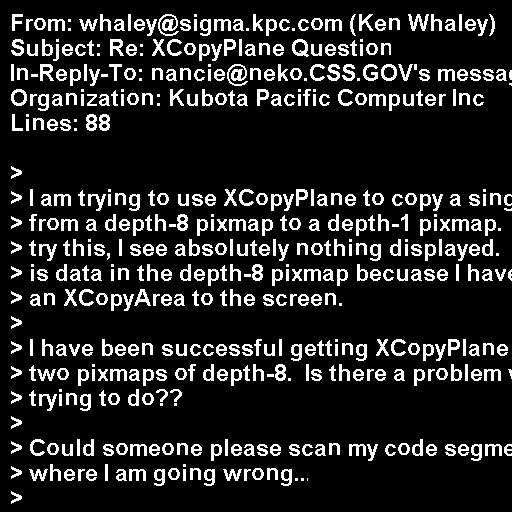 From: whaley@sigma.kpc.com (Ken Whaley)
Subject: Re: XCopyPlane Question
In-Reply-To: nancie@neko.CSS.GOV's messag
Organization: Kubota Pacific Computer Inc
Lines: 88

>
> I am trying to use XCopyPlane to copy a sing
> from a depth-8 pixmap to a depth-1 pixmap.
> try this, I see absolutely nothing displayed.
> is data in the depth-8 pixmap becuase I have
> an XCopyArea to the screen.
>
> I have been successful getting XCopyPlane
> two pixmaps of depth-8.  Is there a problem
> trying to do??
>
> Could someone please scan my code segme
> where I am going wrong...
>